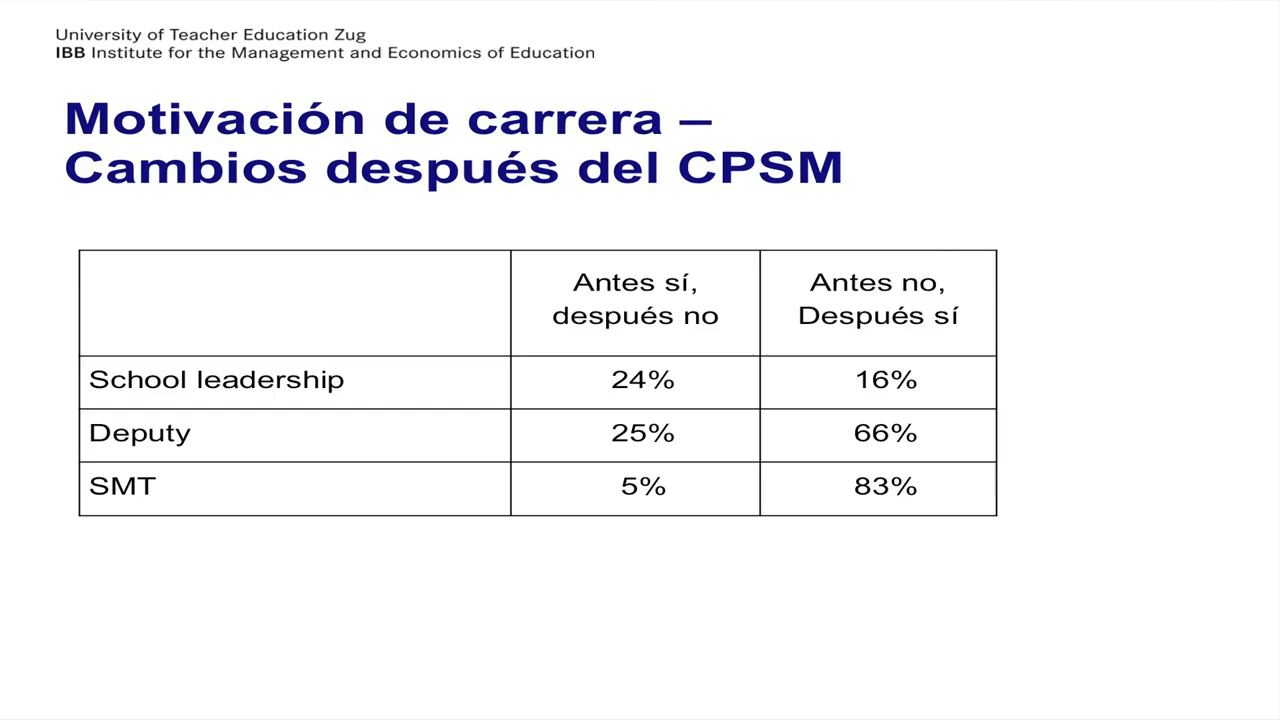 University of Teacher Education Zug
IBB Institute for the Management and Economics of Education
Motivación de carrera –
Cambios después del CPSM
Antes sí, después no
Antes no, Después sí
School leadership 24% 16%
Deputy 25% 66%
SMT 5% 83%